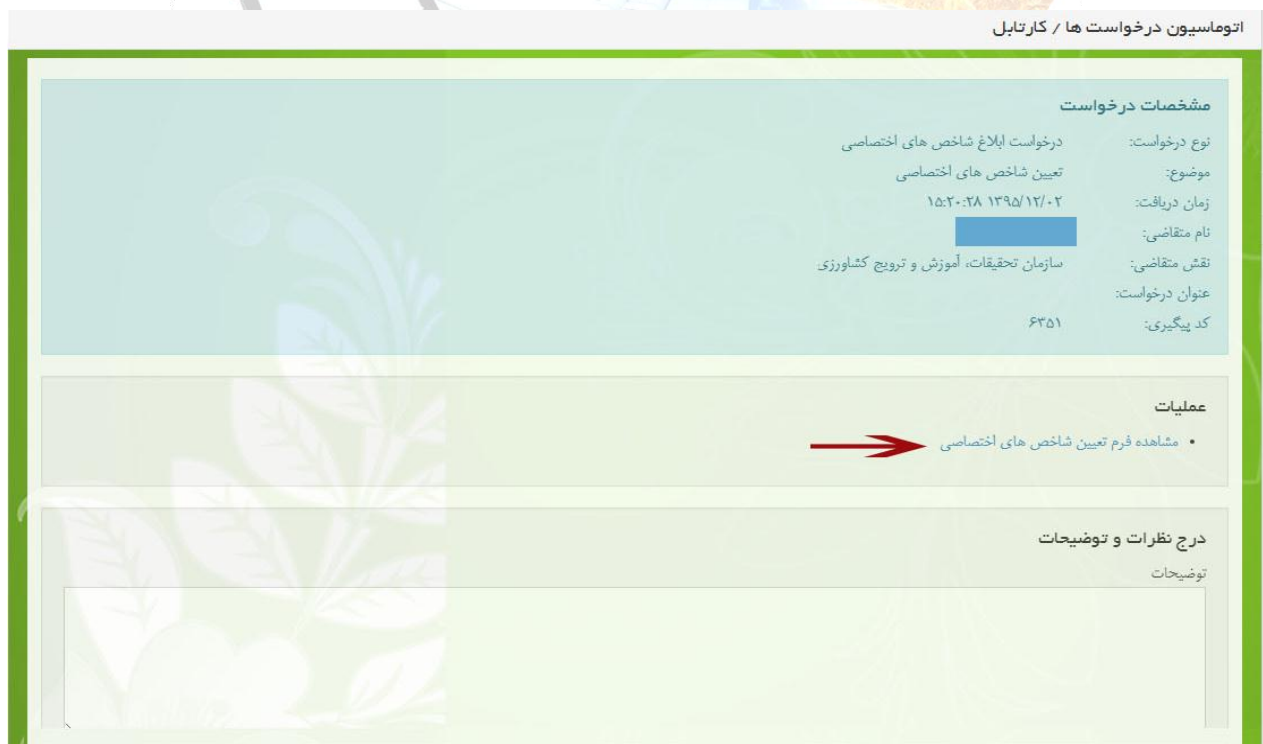 اتوماسیون درخواست ها / کارتابل
مشخصات درخواست
نوع درخواست: درخواست ابلاغ شاخص های اختصاصی
موضوع: تعیین شاخص های اختصاصی
زمان دریافت: ۱۳۹۵/۱۲/۰۲ ۱۵:۲۰:۲۸
نام متقاضی:
نقش متقاضی: سازمان تحقیقات، آموزش و ترویج کشاورزی
عنوان درخواست:
کد پیگیری: ۶۳۵۱
عملیات
• مشاهده فرم تعیین شاخص های اختصاصی
درج نظرات و توضیحات
توضیحات